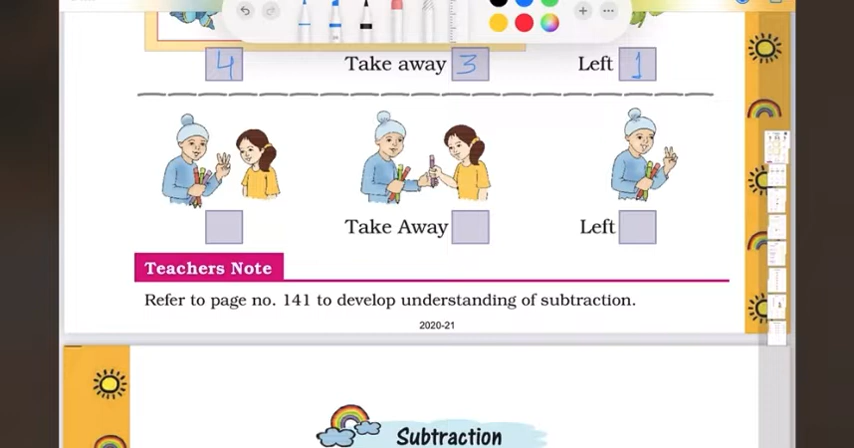 4 Take away 3 Left 1
Take Away Left
Teachers Note
Refer to page no. 141 to develop understanding of subtraction.
2020-21
Subtraction